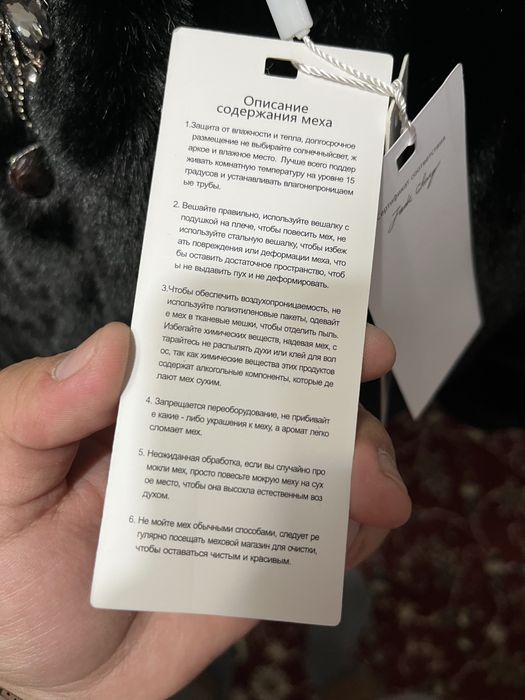 Описание
содержания меха
1.Защита от влажности и тепла, долгосрочное
размещение не выбирайте солнечныйсвет, ж
аркое и влажное место. Лучше всего поддер
живать комнатную температуру на уровне 15
градусов и устанавливать влагонепроницаем
ые трубы.
2. Вешайте правильно, используйте вешалку с
подушкой на плече, чтобы повесить мех, не
используйте стальную вешалку, чтобы избеж
ать повреждения или деформации меха, что
бы оставить достаточное пространство, чтоб
ы не выдавить пух и не деформировать.
3.Чтобы обеспечить воздухопроницаемость, не
используйте полиэтиленовые пакеты, одевайт
е мех в тканевые мешки, чтобы отделить пыль.
Избегайте химических веществ, надевая мех, с
тарайтесь не распылять духи или клей для вол
ос, так как химические вещества этих продуктов
содержат алкогольные компоненты, которые де
лают мех сухим.
4. Запрещается переоборудование, не прибивайт
е какие - либо украшения к меху, а аромат легко
сломает мех.
5. Неожиданная обработка, если вы случайно про
мокли мех, просто повесьте мокрую меху на сух
ое место, чтобы она высохла естественным воз
духом.
6. Не мойте мех обычными способами, следует ре
гулярно посещать меховой магазин для очистки,
чтобы оставаться чистым и красивым.
Сертификат соответствия